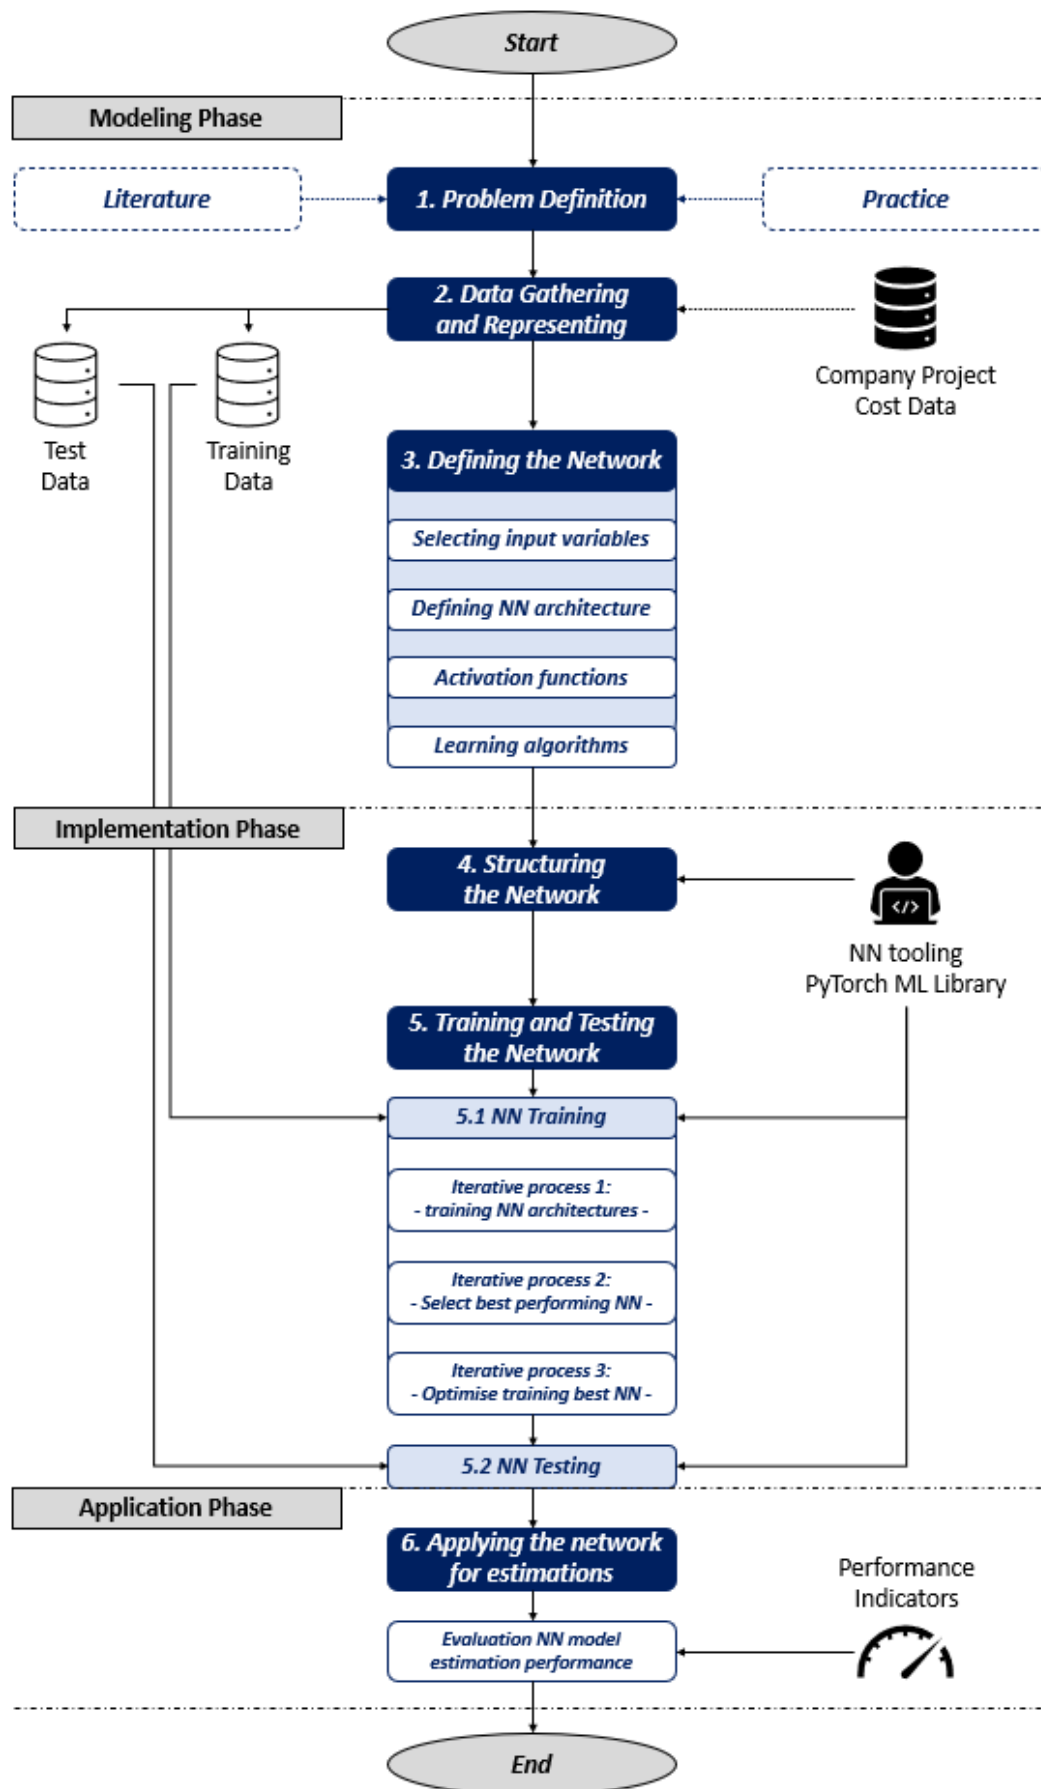 Start
Modeling Phase
Literature
1. Problem Definition
Practice
2. Data Gathering
and Representing
Company Project
Cost Data
Test
Data
Training
Data
3. Defining the Network
Selecting input variables
Defining NN architecture
Activation functions
Learning algorithms
Implementation Phase
4. Structuring
the Network
</>
NN tooling
PyTorch ML Library
5. Training and Testing
the Network
5.1 NN Training
Iterative process 1:
- training NN architectures -
Iterative process 2:
- Select best performing NN -
Iterative process 3:
- Optimise training best NN -
5.2 NN Testing
Application Phase
6. Applying the network
for estimations
Performance
Indicators
Evaluation NN model
estimation performance
End